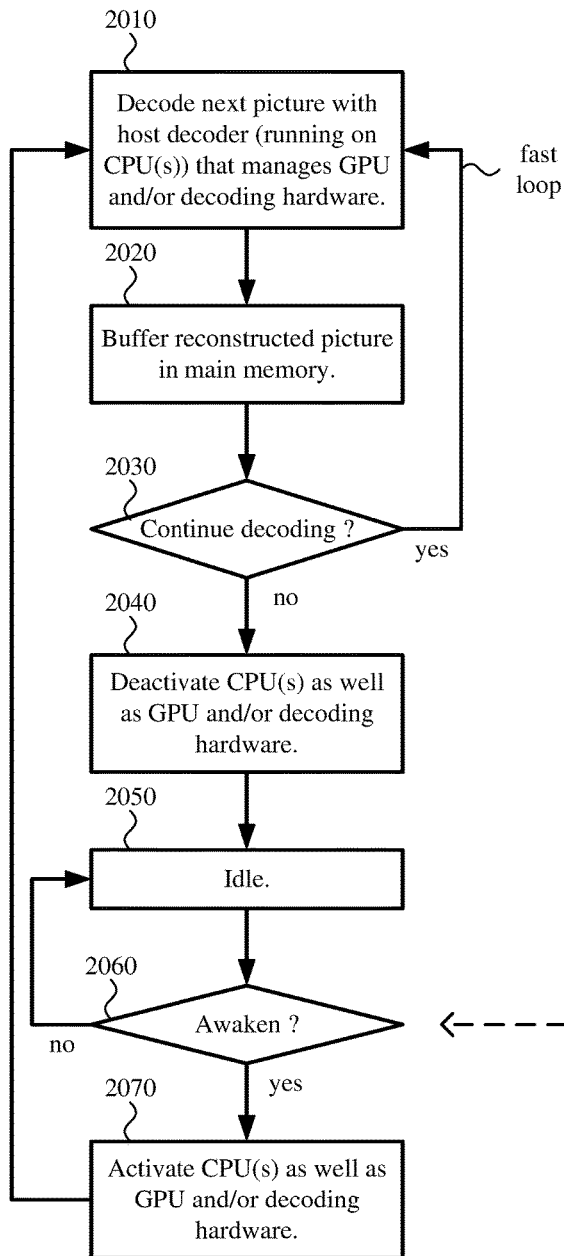 2010
Decode next picture with
host decoder (running on
CPU(s)) that manages GPU
and/or decoding hardware.
fast
loop
2020
Buffer reconstructed picture
in main memory.
2030
Continue decoding ?
yes
no
2040
Deactivate CPU(s) as well
as GPU and/or decoding
hardware.
2050
Idle.
2060
Awaken ?
no
yes
2070
Activate CPU(s) as well as
GPU and/or decoding
hardware.